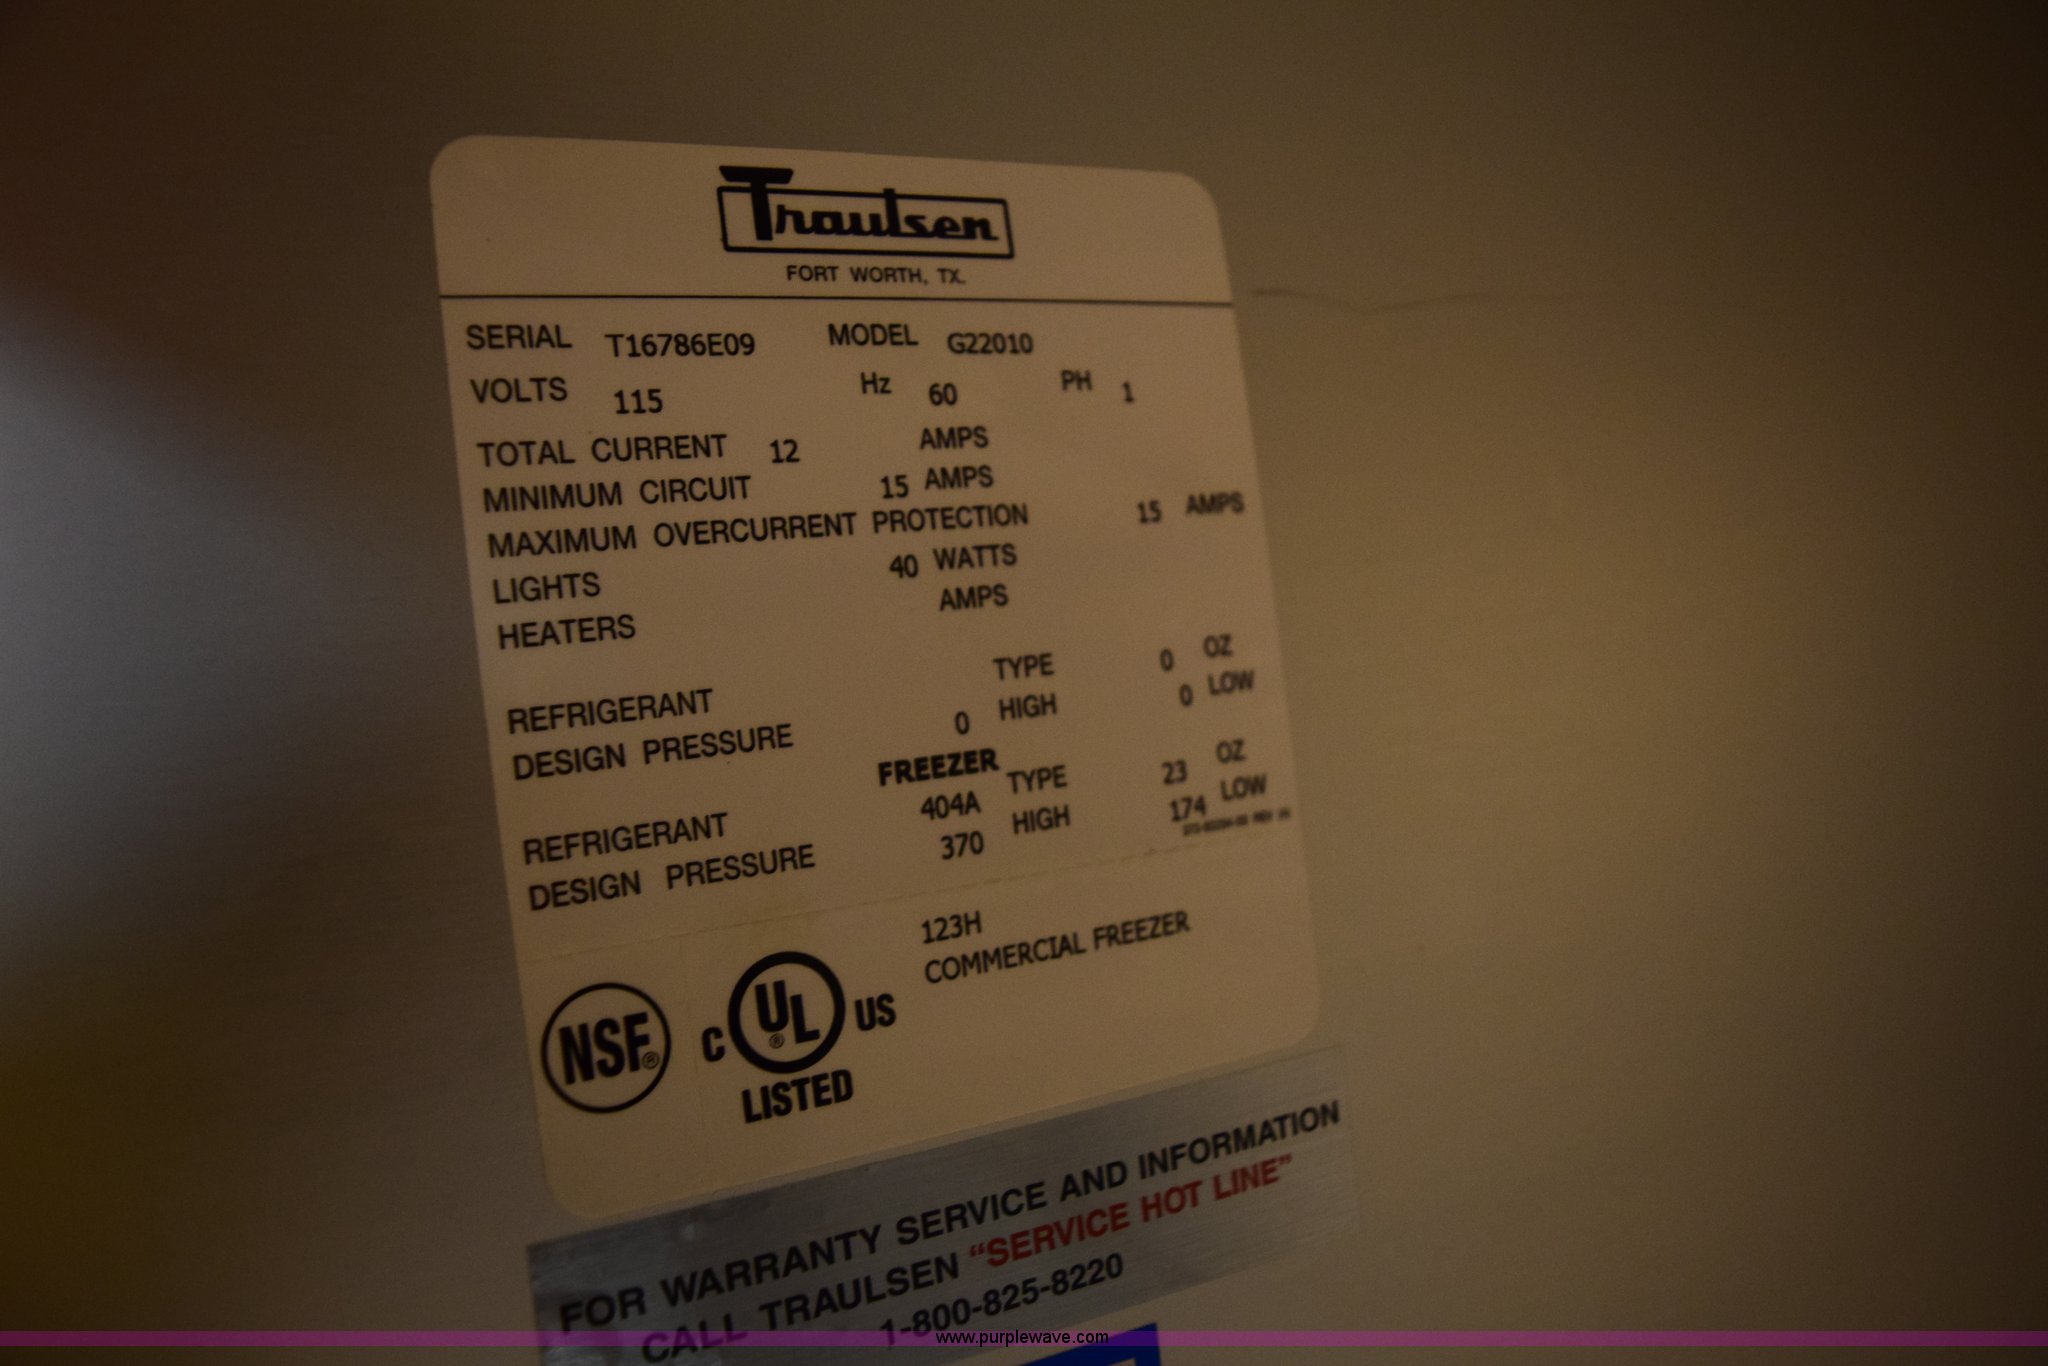 Traulsen
FORT WORTH, TX.
SERIAL T16786E09 MODEL G22010
VOLTS 115 Hz 60 PH 1
TOTAL CURRENT 12 AMPS
MINIMUM CIRCUIT 15 AMPS
MAXIMUM OVERCURRENT PROTECTION 15 AMPS
LIGHTS 40 WATTS
HEATERS AMPS
REFRIGERANT TYPE 0 OZ
DESIGN PRESSURE 0 HIGH 0 LOW
FREEZER
REFRIGERANT 404A TYPE 23 OZ
DESIGN PRESSURE 370 HIGH 174 LOW
123H
COMMERCIAL FREEZER
NSF®
C UL® US
LISTED
FOR WARRANTY SERVICE AND INFORMATION
CALL TRAULSEN "SERVICE HOT LINE"
1-800-825-8220
www.purplewave.com